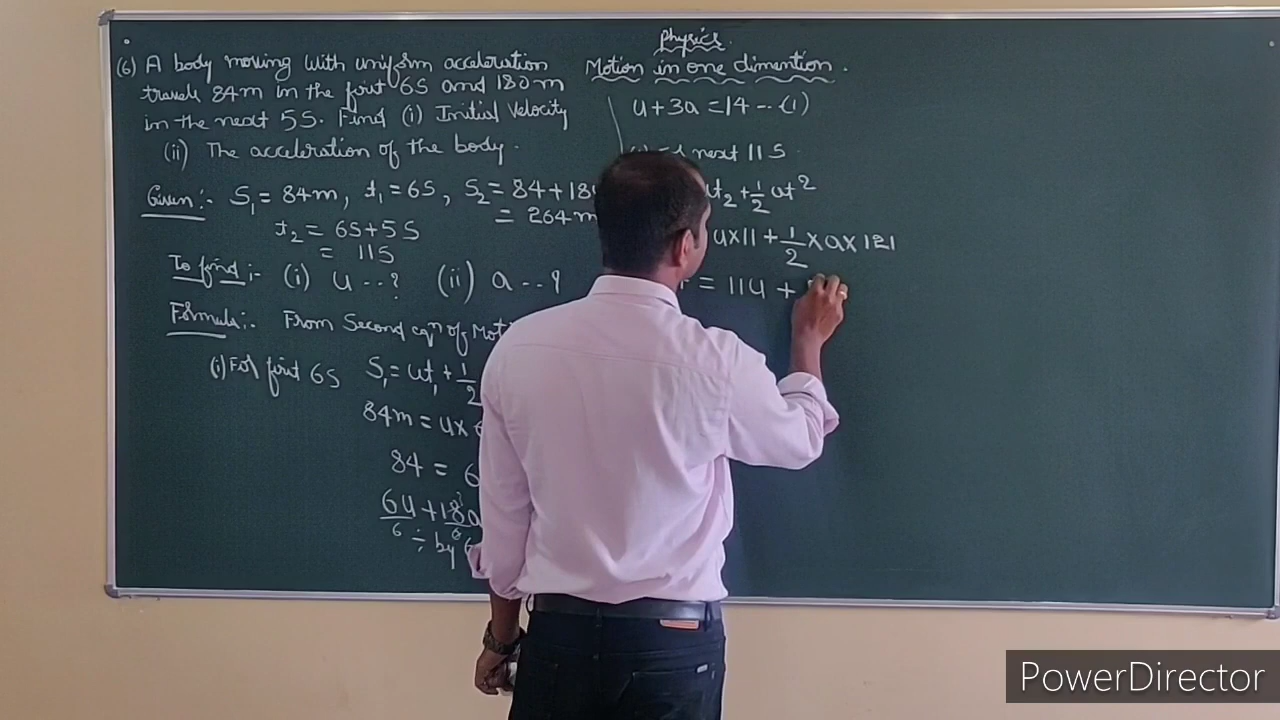 Physics.
Motion in one dimention.
(6) A body moving with uniform acceleration
travels 84m in the first 6S and 180m
in the next 5S. Find (i) Initial Velocity
(ii) The acceleration of the body.
Given:- S₁ = 84m, t₁ = 6S, S₂ = 84+18
= 264m
t₂ = 6S+5S
= 11S
To find:- (i) u ..? (ii) a ..?
Formula:- From Second eqⁿ of Mot
(i) For first 6S S₁ = ut₁ + 1/2
84m = u×
84 = 6
6u/6 + 18a
÷ by 6
u + 3a = 14 --(1)
next 11S
ut₂ + 1/2 at²
u×11 + 1/2 ×a×121
= 11u +
PowerDirector